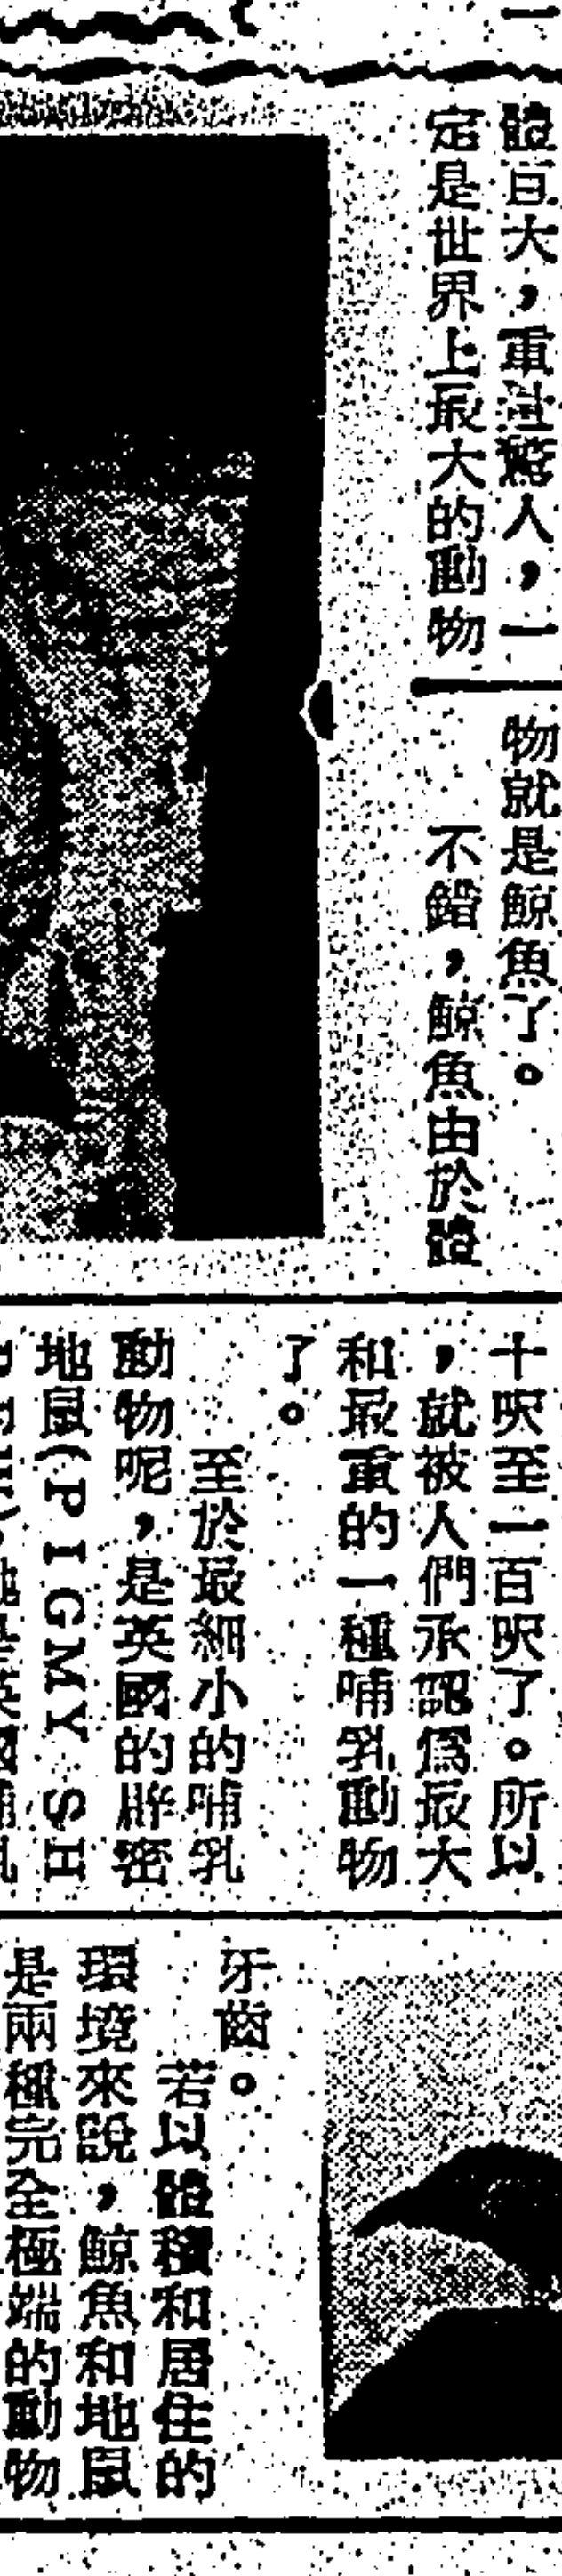 體巨大，重量驚人，一
定是世界上最大的動物
物就是鯨魚了。
不錯，鯨魚由於體
十呎至一百呎了。所以
，就被人們承認爲最大
和最重的一種哺乳動物
了。
至於最細小的哺乳
動物呢，是英國的辟密
地鼠(PIGMY SH
牙齒。
若以體積和居住的
環境來說，鯨魚和地鼠
是兩種完全極端的動物